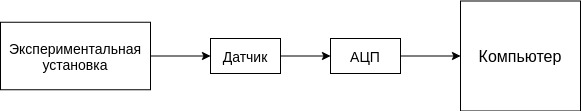 Экспериментальная
установка
Датчик
АЦП
Компьютер